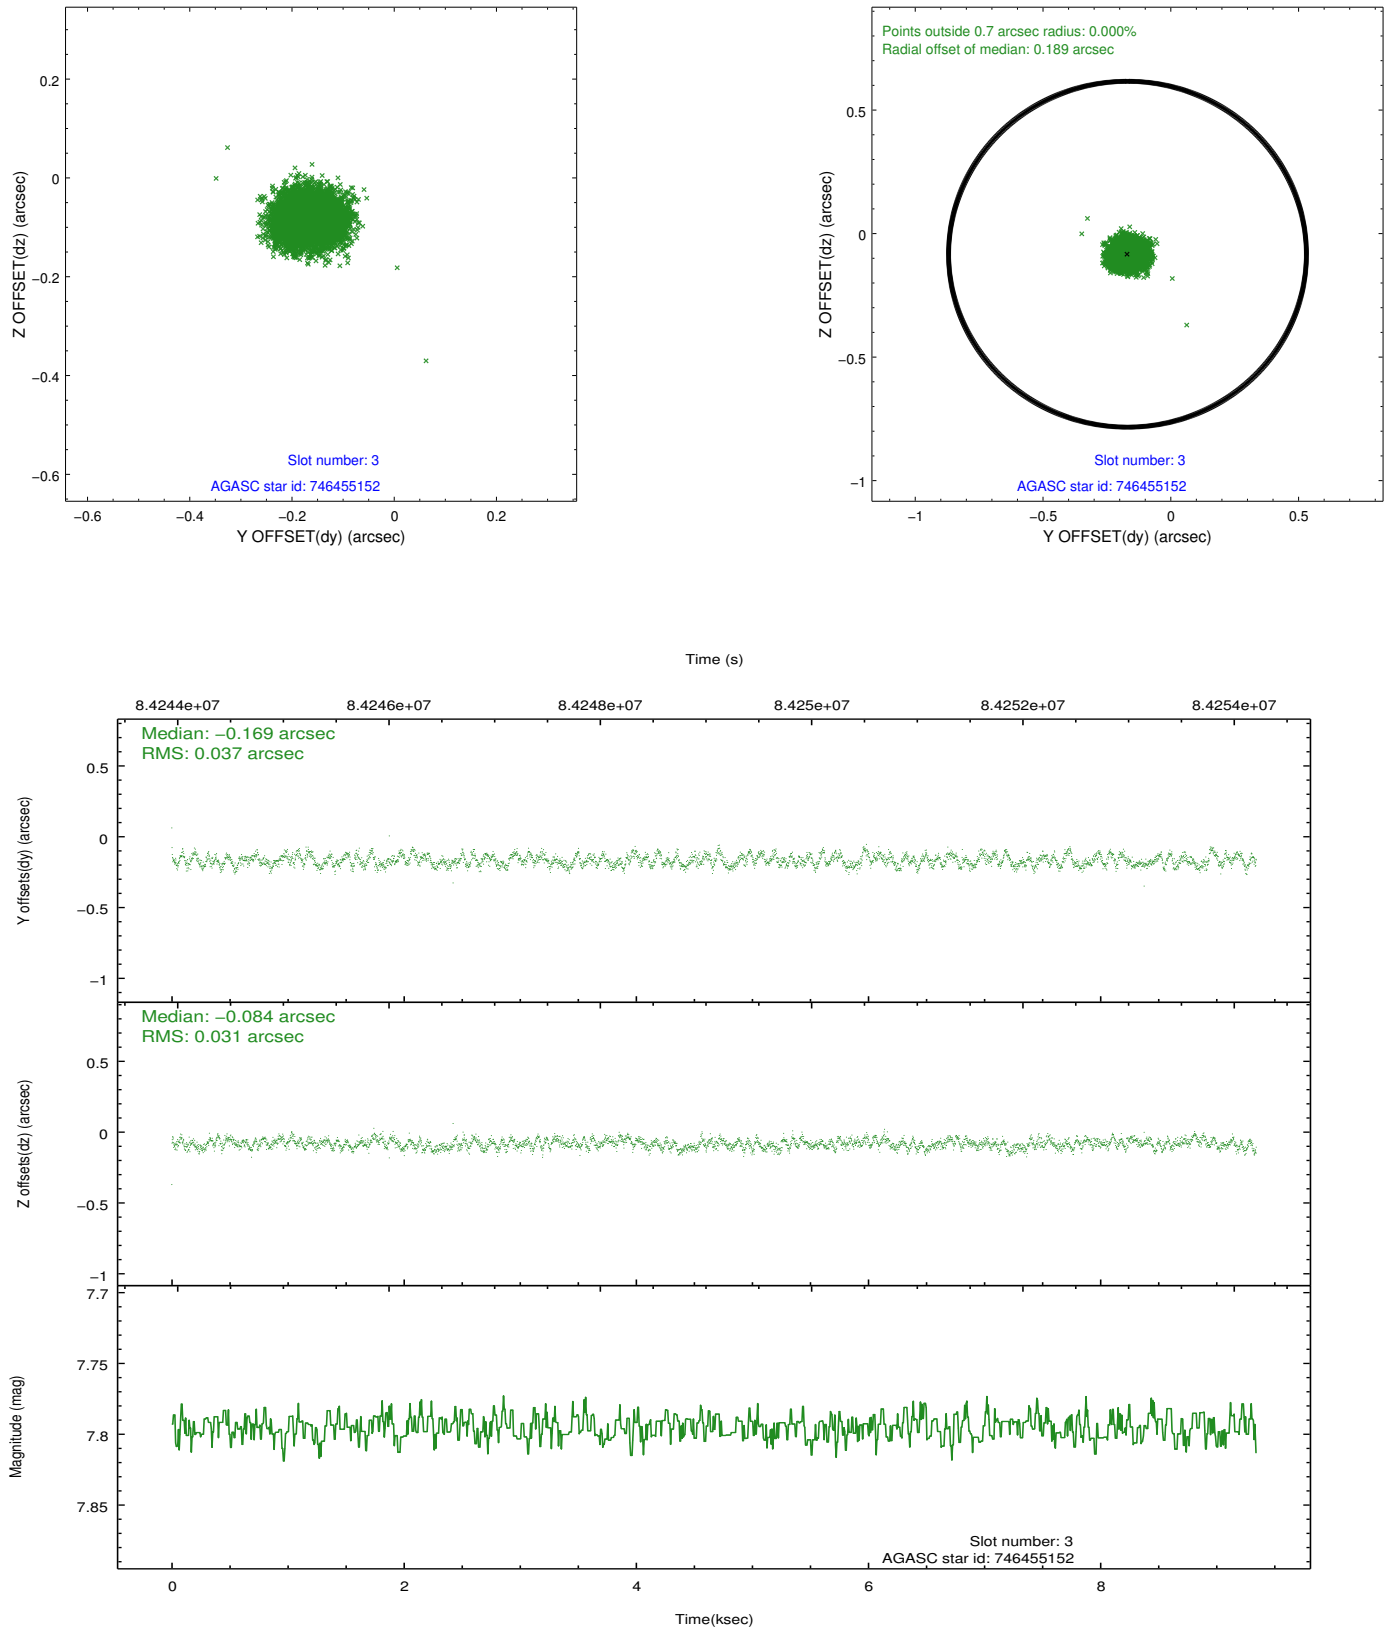 0.2
0
−0.2
−0.4
−0.6
Z OFFSET(dz) (arcsec)
Slot number: 3
AGASC star id: 746455152
−0.6
−0.4
−0.2
0
0.2
Y OFFSET(dy) (arcsec)
Points outside 0.7 arcsec radius: 0.000%
Radial offset of median: 0.189 arcsec
0.5
0
−0.5
−1
Z OFFSET(dz) (arcsec)
Slot number: 3
AGASC star id: 746455152
−1
−0.5
0
0.5
Y OFFSET(dy) (arcsec)
Time (s)
8.4244e+07
8.4246e+07
8.4248e+07
8.425e+07
8.4252e+07
8.4254e+07
Median: −0.169 arcsec
RMS: 0.037 arcsec
0.5
0
−0.5
−1
Y offsets(dy) (arcsec)
Median: −0.084 arcsec
RMS: 0.031 arcsec
0.5
0
−0.5
−1
Z offsets(dz) (arcsec)
7.7
7.75
7.8
7.85
Magnitude (mag)
Slot number: 3
AGASC star id: 746455152
0
2
4
6
8
Time(ksec)